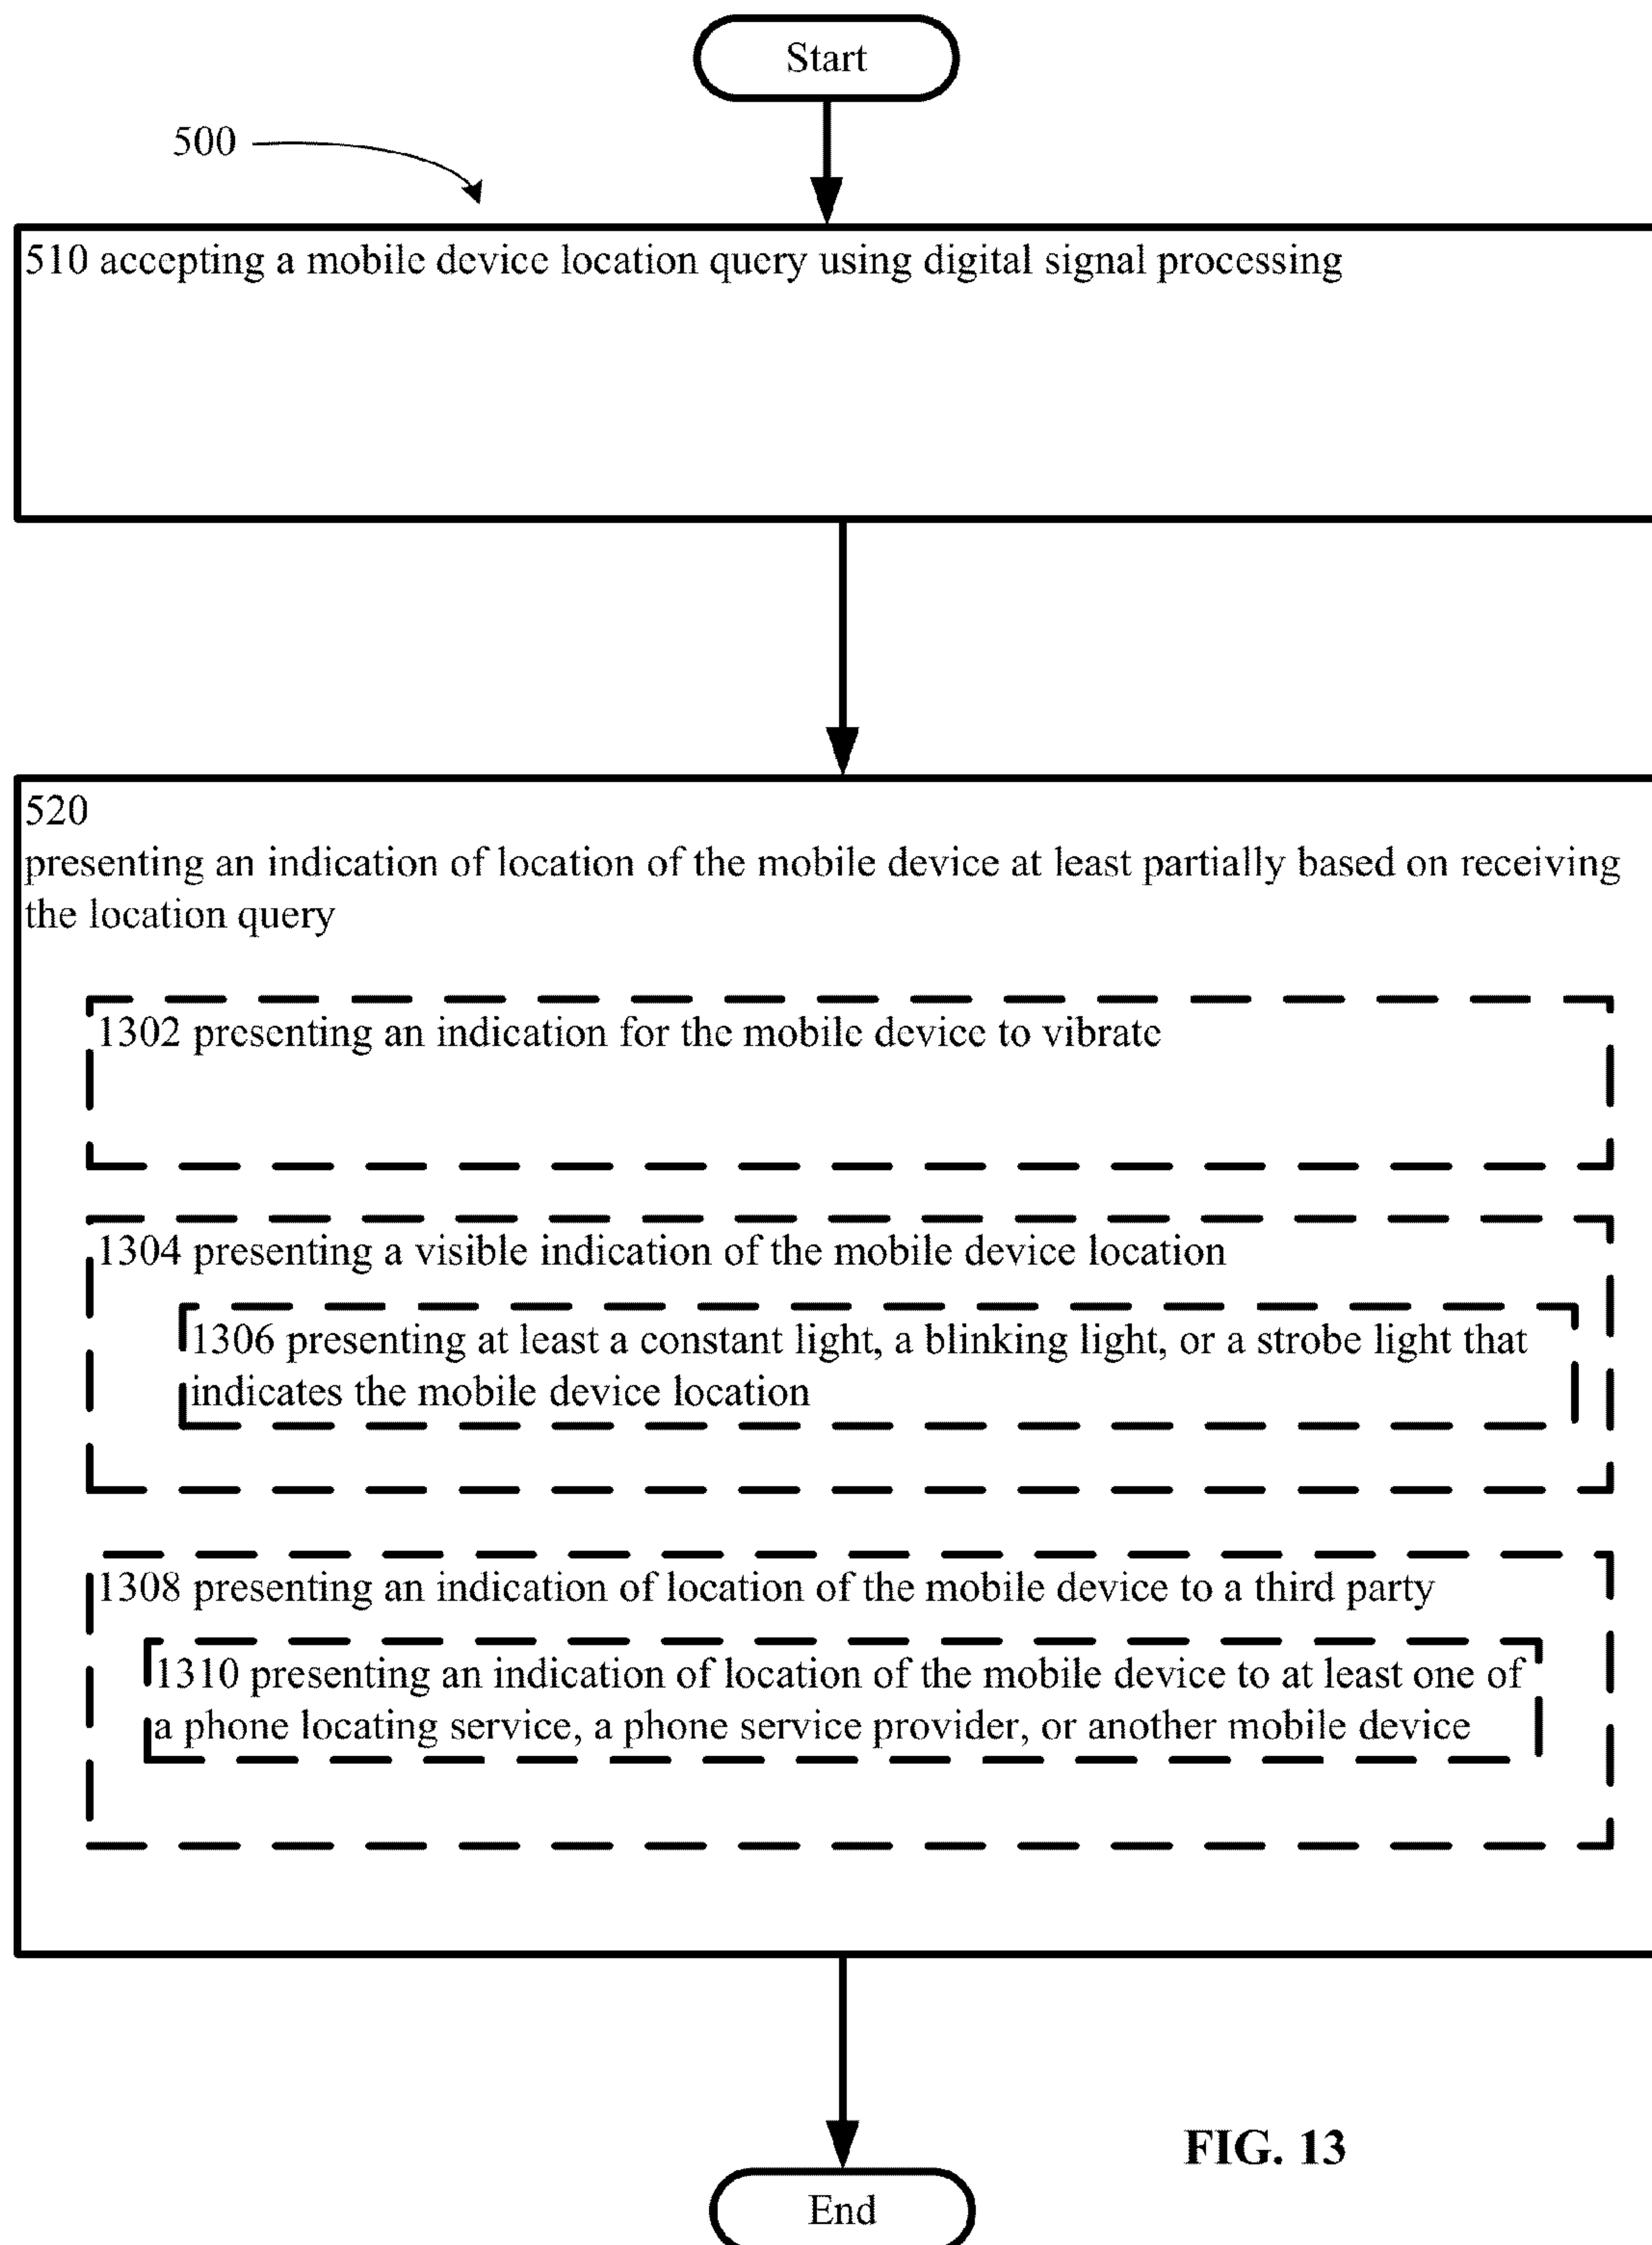 Start
500
510 accepting a mobile device location query using digital signal processing
520
presenting an indication of location of the mobile device at least partially based on receiving
the location query
1302 presenting an indication for the mobile device to vibrate
1304 presenting a visible indication of the mobile device location
1306 presenting at least a constant light, a blinking light, or a strobe light that
indicates the mobile device location
1308 presenting an indication of location of the mobile device to a third party
1310 presenting an indication of location of the mobile device to at least one of
a phone locating service, a phone service provider, or another mobile device
FIG. 13
End